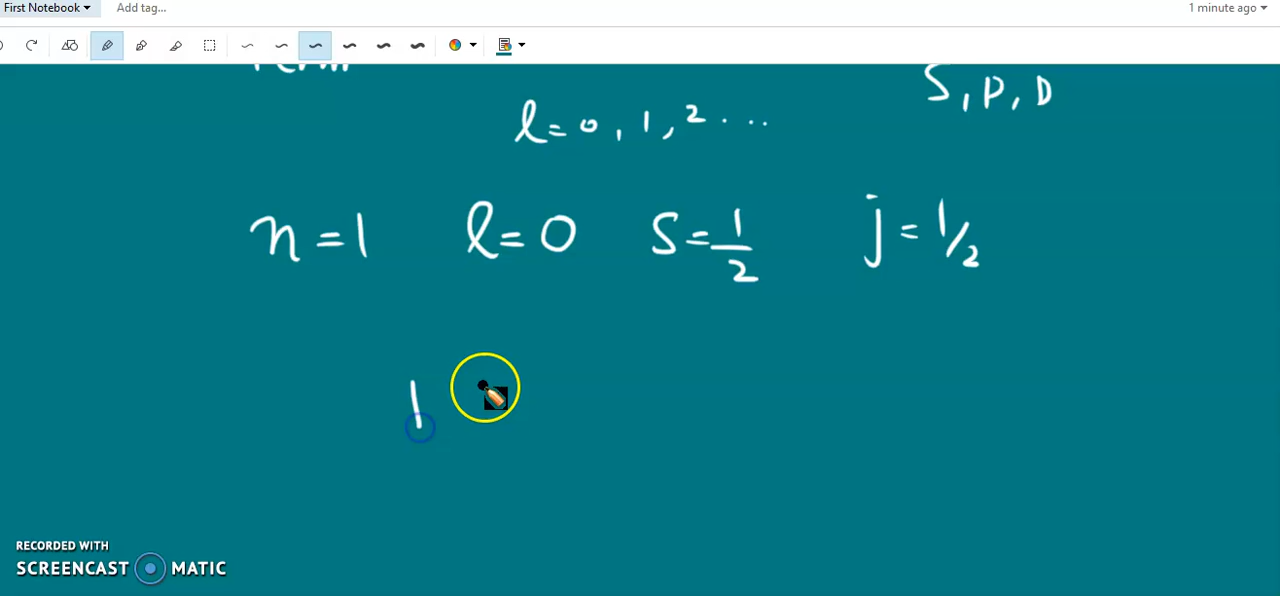 First Notebook Add tag... 1 minute ago
S, P, D
l = 0, 1, 2 ...
n = 1 l = 0 S = 1/2 j = 1/2
1
RECORDED WITH
SCREENCAST MATIC